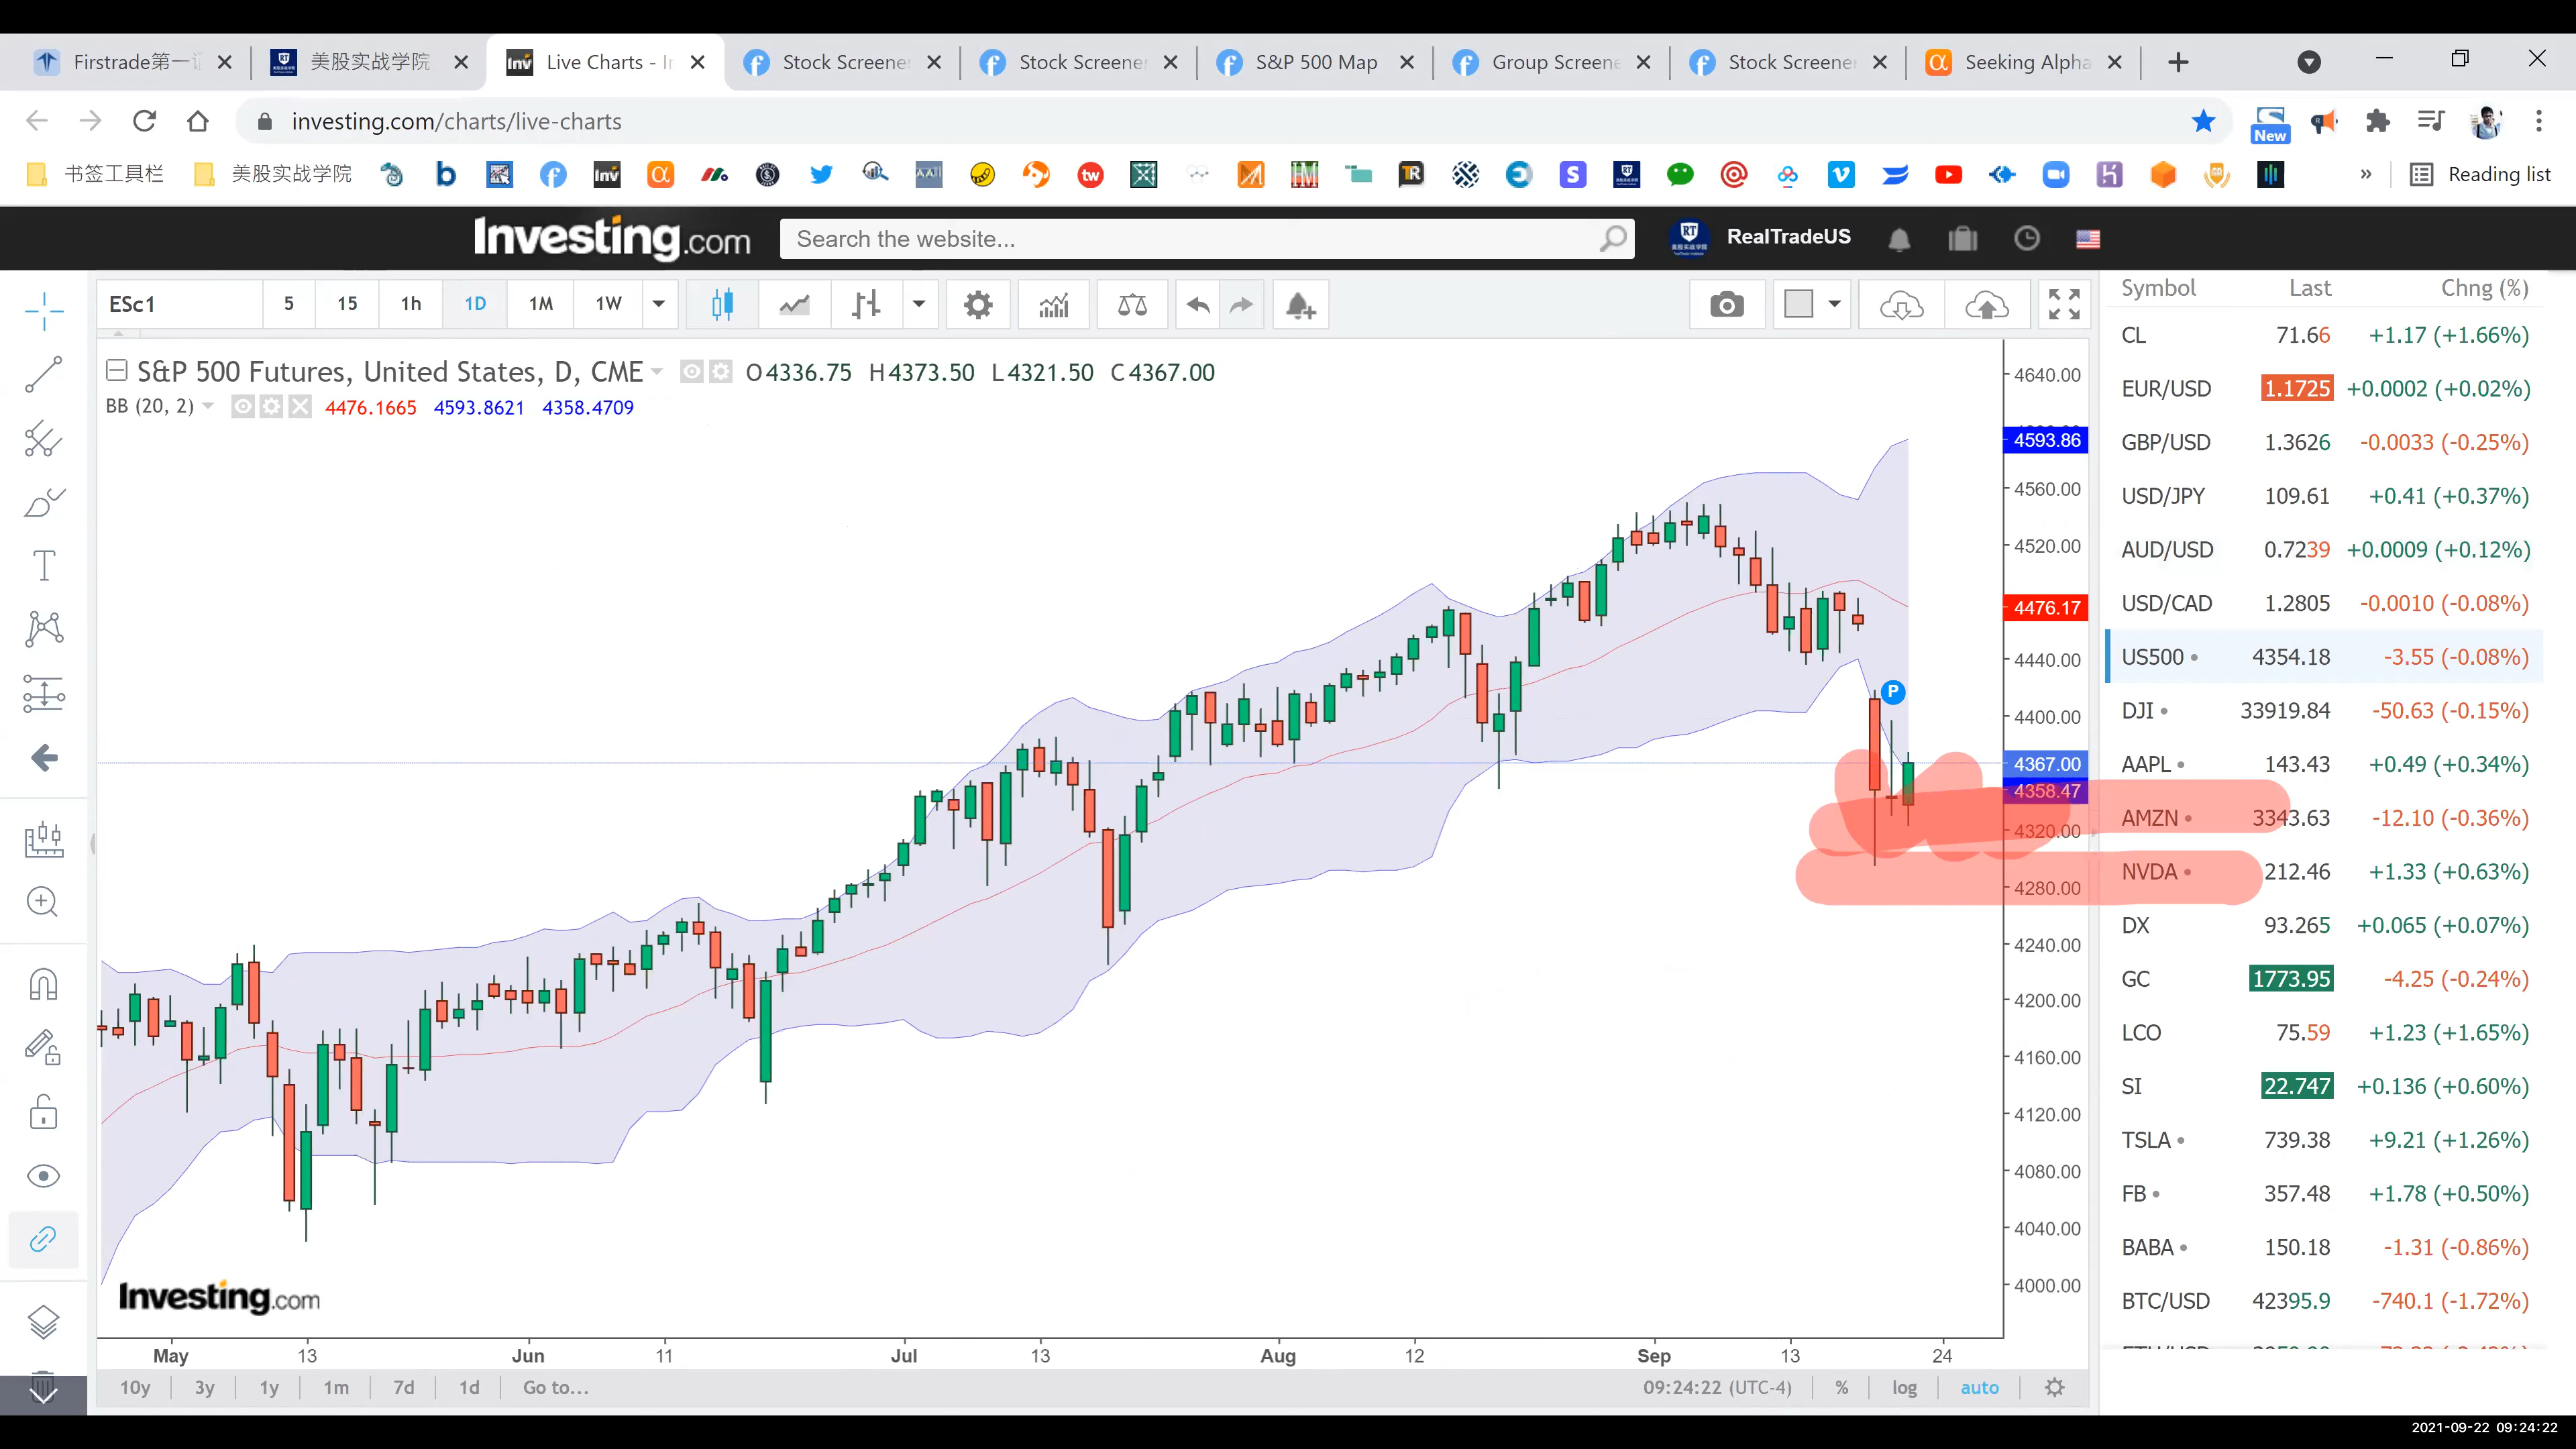 Firstrade第一
美股实战学院
Live Charts - I
Stock Screene
Stock Screene
S&P 500 Map
Group Screene
Stock Screene
Seeking Alpha
investing.com/charts/live-charts
New
书签工具栏
美股实战学院
Reading list
Investing.com
Search the website...
RealTradeUS
ESc1 5 15 1h 1D 1M 1W
S&P 500 Futures, United States, D, CME O4336.75 H4373.50 L4321.50 C4367.00
BB (20, 2) 4476.1665 4593.8621 4358.4709
4640.00
4593.86
4560.00
4520.00
4476.17
4440.00
4400.00
4367.00
4358.47
4320.00
4280.00
4240.00
4200.00
4160.00
4120.00
4080.00
4040.00
4000.00
P
Investing.com
May 13 Jun 11 Jul 13 Aug 12 Sep 13 24
10y 3y 1y 1m 7d 1d Go to...
09:24:22 (UTC-4) % log auto
Symbol Last Chng (%)
CL 71.66 +1.17 (+1.66%)
EUR/USD 1.1725 +0.0002 (+0.02%)
GBP/USD 1.3626 -0.0033 (-0.25%)
USD/JPY 109.61 +0.41 (+0.37%)
AUD/USD 0.7239 +0.0009 (+0.12%)
USD/CAD 1.2805 -0.0010 (-0.08%)
US500 4354.18 -3.55 (-0.08%)
DJI 33919.84 -50.63 (-0.15%)
AAPL 143.43 +0.49 (+0.34%)
AMZN 3343.63 -12.10 (-0.36%)
NVDA 212.46 +1.33 (+0.63%)
DX 93.265 +0.065 (+0.07%)
GC 1773.95 -4.25 (-0.24%)
LCO 75.59 +1.23 (+1.65%)
SI 22.747 +0.136 (+0.60%)
TSLA 739.38 +9.21 (+1.26%)
FB 357.48 +1.78 (+0.50%)
BABA 150.18 -1.31 (-0.86%)
BTC/USD 42395.9 -740.1 (-1.72%)
2021-09-22 09:24:22